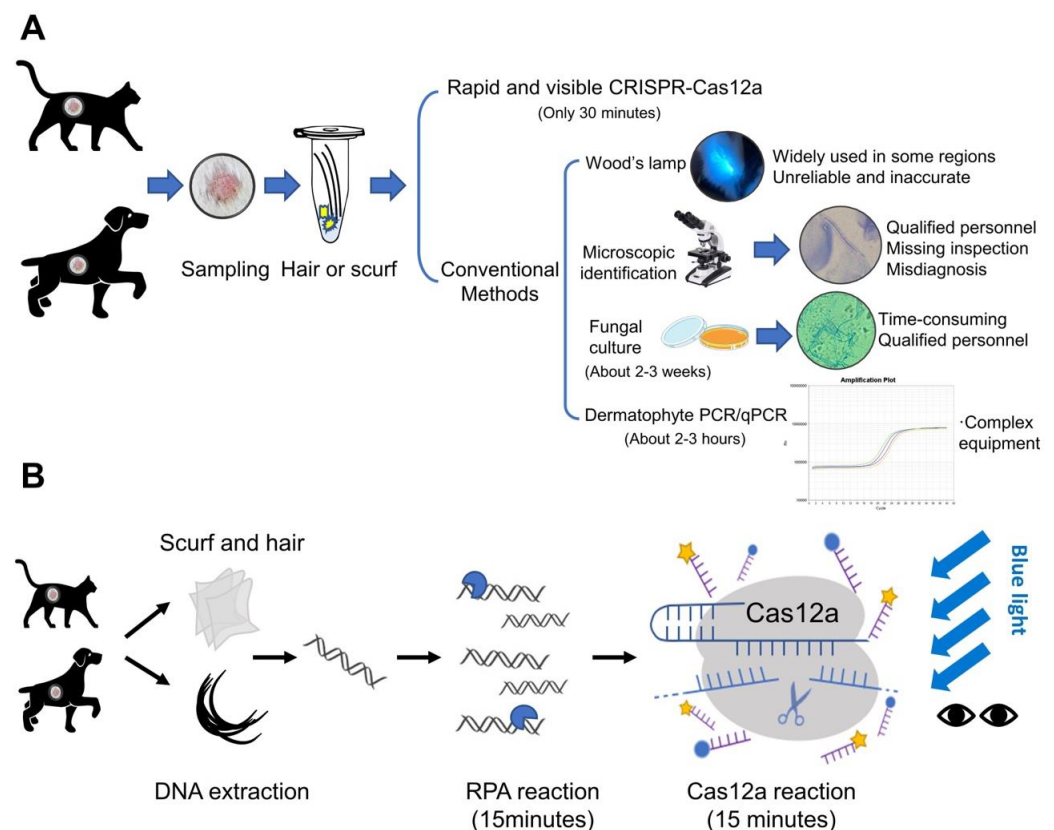 A
Rapid and visible CRISPR-Cas12a
(Only 30 minutes)
Wood's lamp
Widely used in some regions
Unreliable and inaccurate
Sampling
Hair or scurf
Conventional
Methods
Microscopic
identification
Qualified personnel
Missing inspection
Misdiagnosis
Fungal
culture
(About 2-3 weeks)
Time-consuming
Qualified personnel
Dermatophyte PCR/qPCR
(About 2-3 hours)
Amplification Plot
Cycle
·Complex
equipment
B
Scurf and hair
Cas12a
Blue light
DNA extraction
RPA reaction
(15minutes)
Cas12a reaction
(15 minutes)